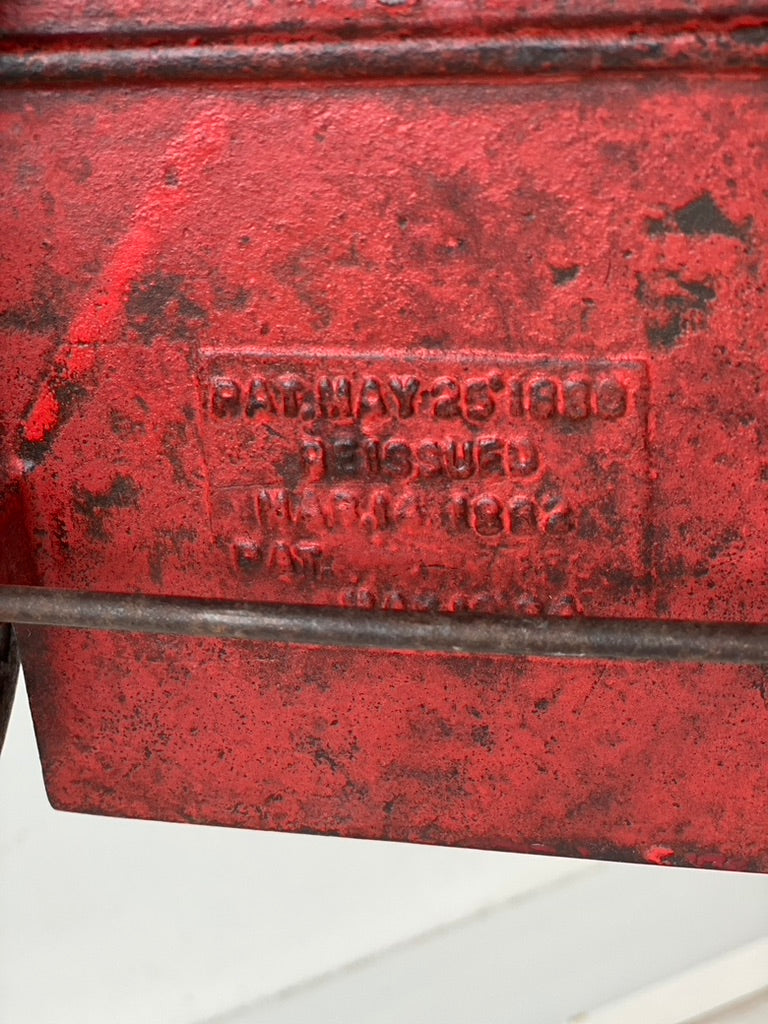 PAT. MAY 25 1880
REISSUED
MAR. 14 1882
PAT.